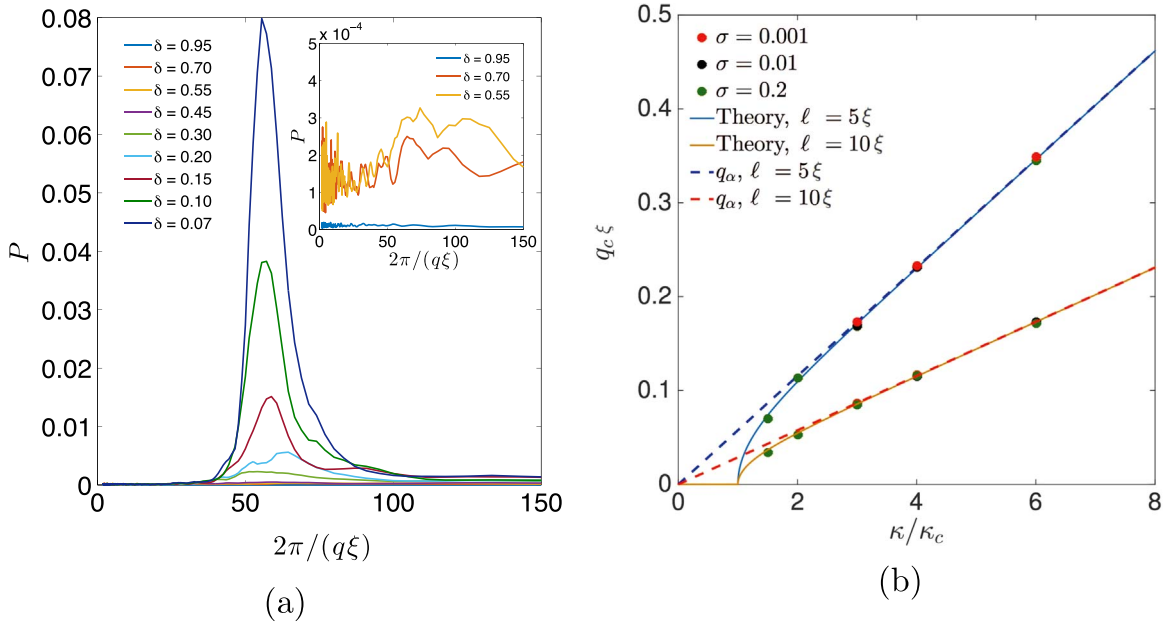 0.08
0.07
0.06
0.05
0.04
0.03
0.02
0.01
0
0
50
100
150
P
2π/(qξ)
δ = 0.95
δ = 0.70
δ = 0.55
δ = 0.45
δ = 0.30
δ = 0.20
δ = 0.15
δ = 0.10
δ = 0.07
× 10⁻⁴
5
4
3
2
1
0
0
50
100
150
P
2π/(qξ)
δ = 0.95
δ = 0.70
δ = 0.55
(a)
0.5
0.4
0.3
0.2
0.1
0
0
2
4
6
8
q_c ξ
κ/κ_c
σ = 0.001
σ = 0.01
σ = 0.2
Theory, ℓ = 5ξ
Theory, ℓ = 10ξ
q_α, ℓ = 5ξ
q_α, ℓ = 10ξ
(b)